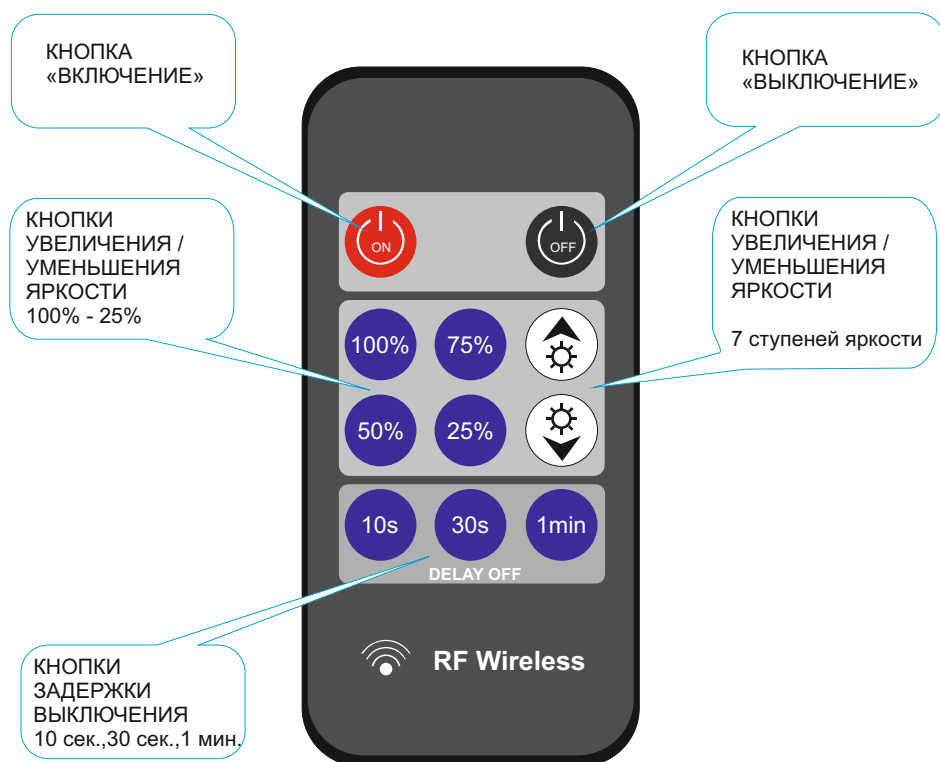 КНОПКА
«ВКЛЮЧЕНИЕ»
КНОПКА
«ВЫКЛЮЧЕНИЕ»
КНОПКИ
УВЕЛИЧЕНИЯ /
УМЕНЬШЕНИЯ
ЯРКОСТИ
100% - 25%
ON
OFF
КНОПКИ
УВЕЛИЧЕНИЯ /
УМЕНЬШЕНИЯ
ЯРКОСТИ
7 ступеней яркости
100% 75%
50% 25%
10s 30s 1min
DELAY OFF
RF Wireless
КНОПКИ
ЗАДЕРЖКИ
ВЫКЛЮЧЕНИЯ
10 сек.,30 сек.,1 мин.